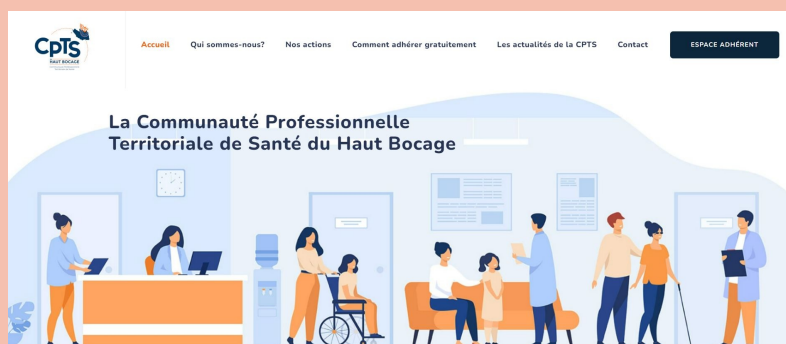 CPTS
HAUT BOCAGE
Accueil
Qui sommes-nous?
Nos actions
Comment adhérer gratuitement
Les actualités de la CPTS
Contact
ESPACE ADHÉRENT
La Communauté Professionnelle
Territoriale de Santé du Haut Bocage